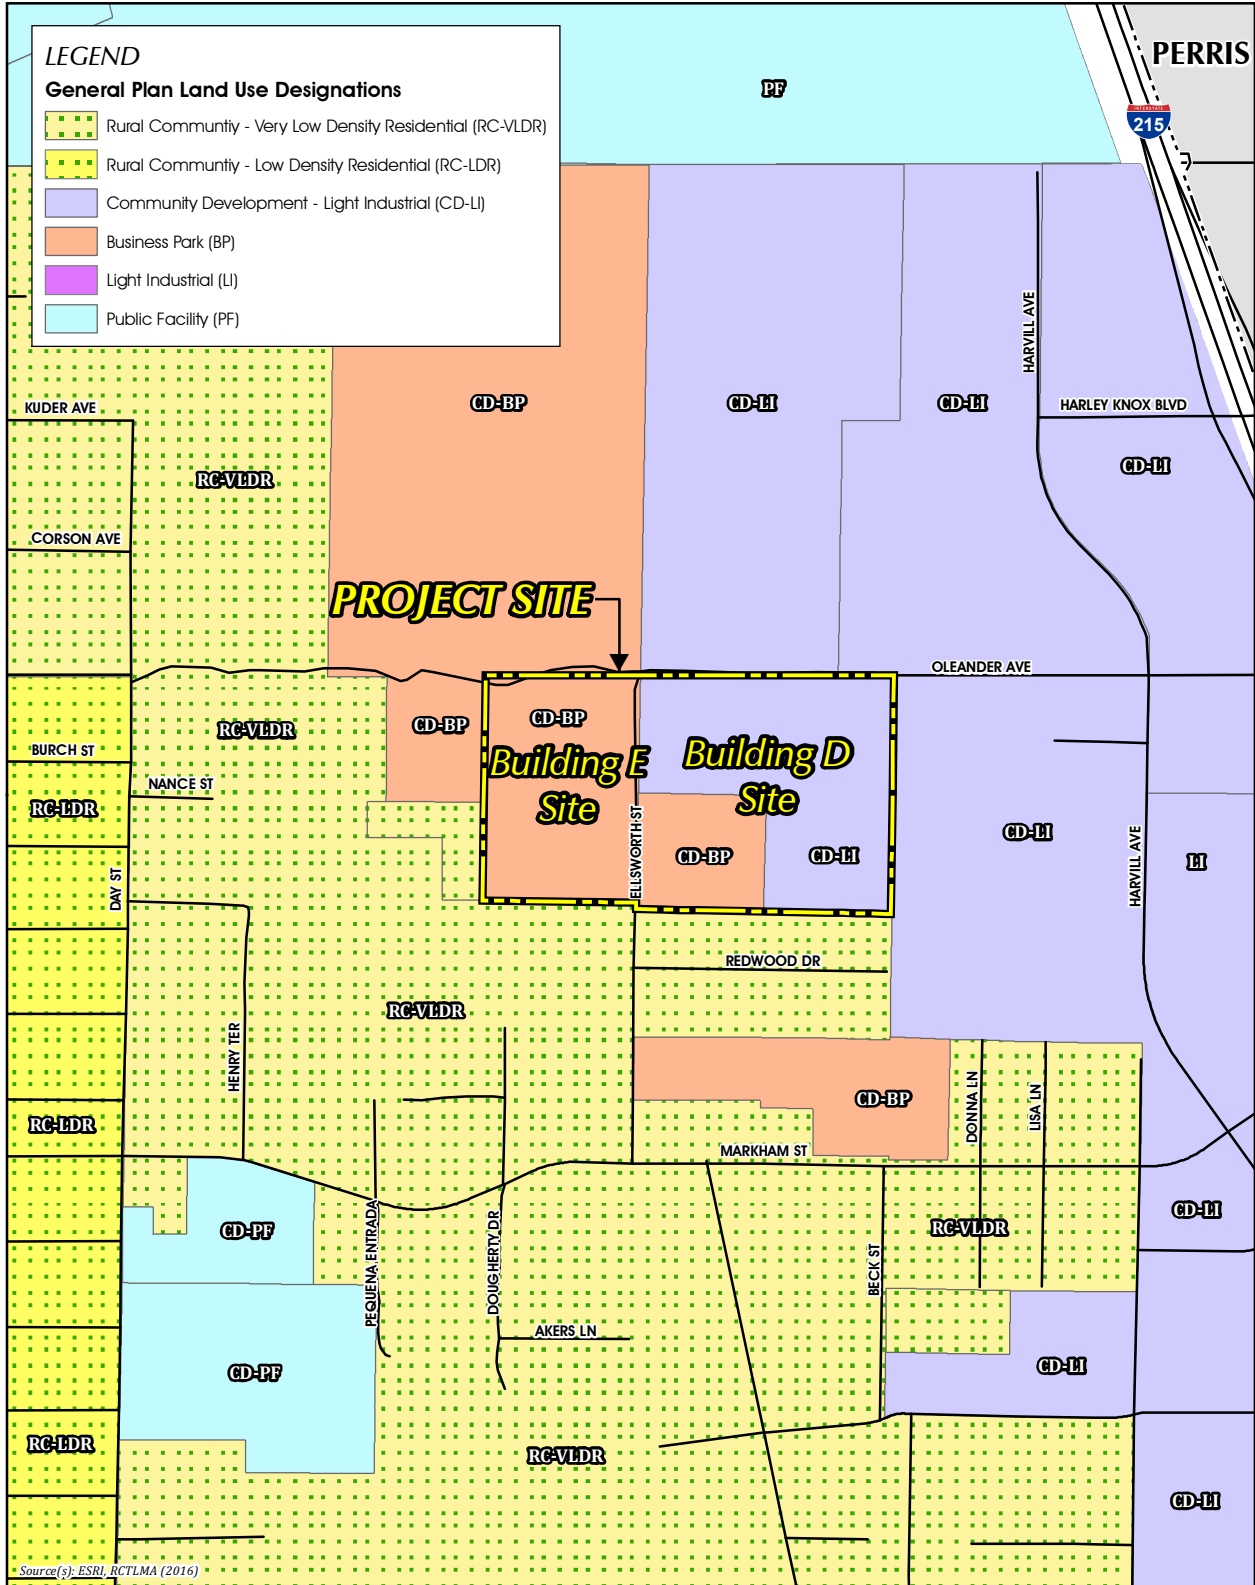 LEGEND
General Plan Land Use Designations
Rural Communtiy - Very Low Density Residential (RC-VLDR)
Rural Communtiy - Low Density Residential (RC-LDR)
Community Development - Light Industrial (CD-LI)
Business Park (BP)
Light Industrial (LI)
Public Facility (PF)
PF
PERRIS
INTERSTATE
215
HARVILL AVE
KUDER AVE
CD-BP
CD-LI
CD-LI
HARLEY KNOX BLVD
RC-VLDR
CD-LI
CORSON AVE
PROJECT SITE
OLEANDER AVE
RC-VLDR
CD-BP
CD-BP
BURCH ST
Building E
Site
Building D
Site
NANCE ST
RC-LDR
ELLSWORTH ST
CD-BP
CD-LI
CD-LI
HARVILL AVE
LI
DAY ST
REDWOOD DR
RC-VLDR
HENRY TER
CD-BP
DONNA LN
LISA LN
RC-LDR
MARKHAM ST
CD-PF
PEQUENA ENTRADA
DOUGHERTY DR
BECK ST
RC-VLDR
CD-LI
AKERS LN
CD-PF
CD-LI
RC-LDR
RC-VLDR
CD-LI
Source(s): ESRI, RCTLMA (2016)